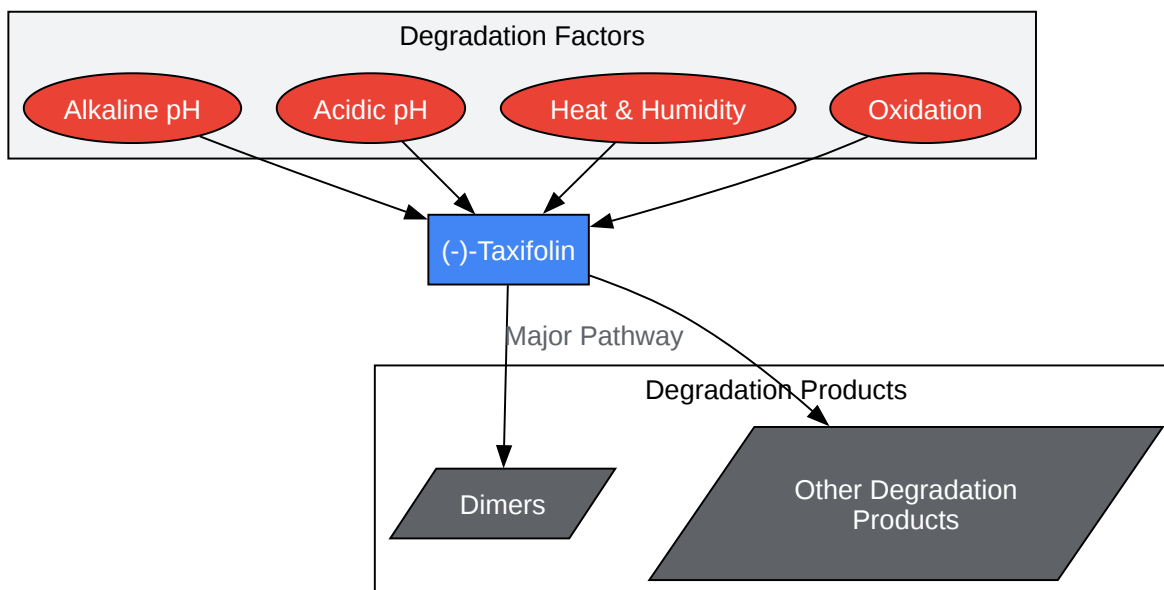 Degradation Factors
Alkaline pH
Acidic pH
Heat & Humidity
Oxidation
(-)-Taxifolin
Major Pathway
Degradation Products
Dimers
Other Degradation
Products